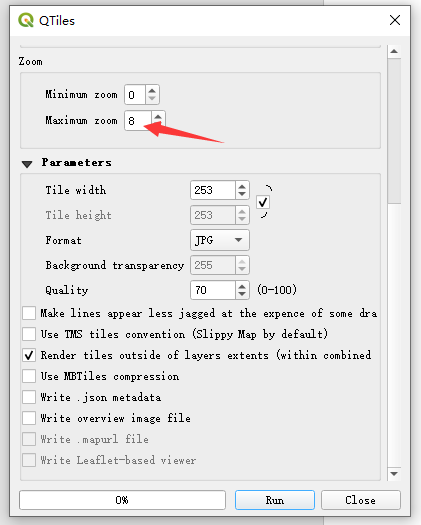 QTiles
Zoom
Minimum zoom 0
Maximum zoom 8
Parameters
Tile width 253
Tile height 253
Format JPG
Background transparency 255
Quality 70 (0-100)
Make lines appear less jagged at the expence of some dra
Use TMS tiles convention (Slippy Map by default)
Render tiles outside of layers extents (within combined
Use MBTiles compression
Write .json metadata
Write overview image file
Write .mapurl file
Write Leaflet-based viewer
0% Run Close